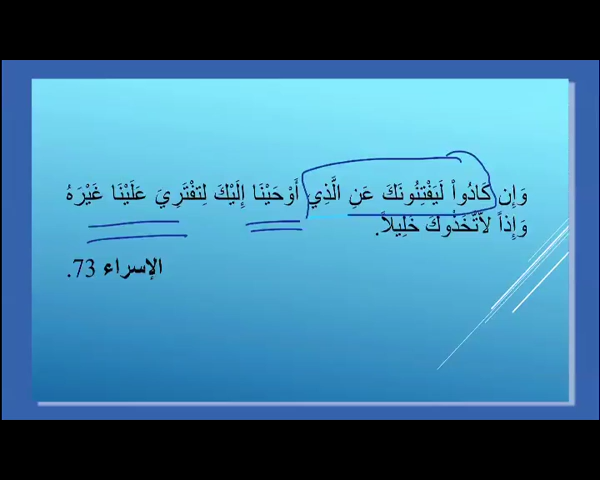 وَإِن كَادُواْ لَيَفْتِنُونَكَ عَنِ الَّذِي أَوْحَيْنَا إِلَيْكَ لِتفْتَرِيَ عَلَيْنَا غَيْرَهُ
وَإِذاً لاَّتَّخَذُوكَ خَلِيلاً.
الإسراء 73.